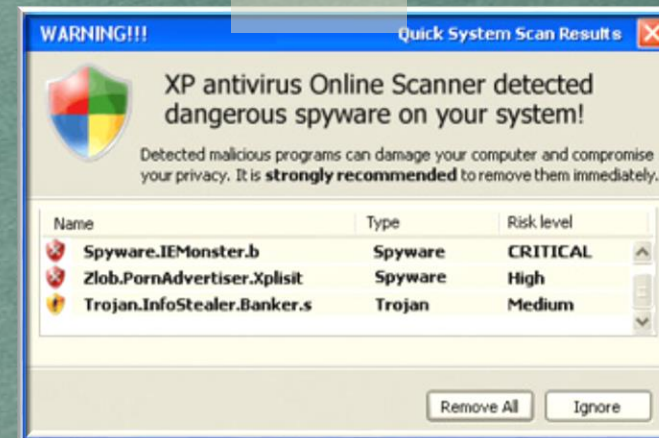 WARNING!!! Quick System Scan Results
XP antivirus Online Scanner detected
dangerous spyware on your system!
Detected malicious programs can damage your computer and compromise
your privacy. It is strongly recommended to remove them immediately.
Name Type Risk level
Spyware.IEMonster.b Spyware CRITICAL
Zlob.PornAdvertiser.Xplisit Spyware High
Trojan.InfoStealer.Banker.s Trojan Medium
Remove All Ignore